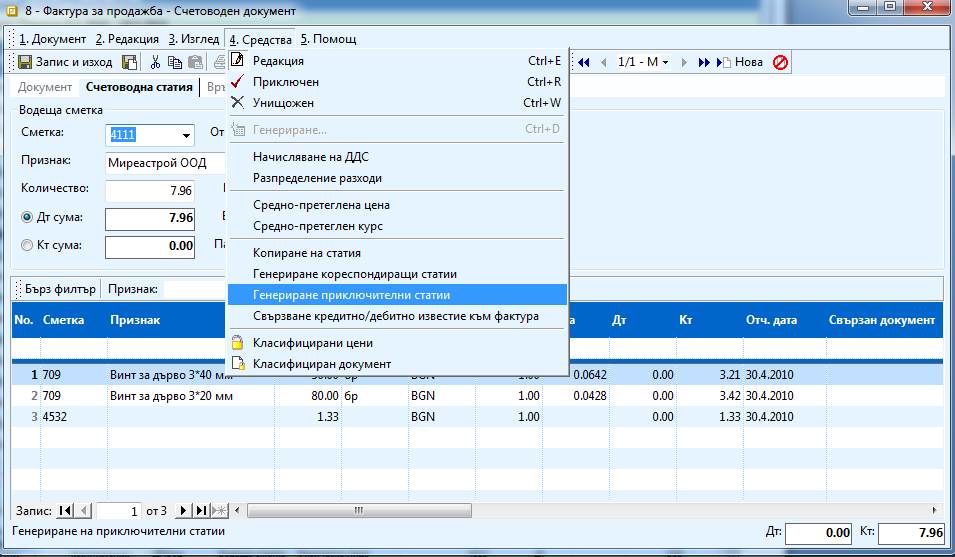 8 - Фактура за продажба - Счетоводен документ
1. Документ 2. Редакция 3. Изглед 4. Средства 5. Помощ
Запис и изход
1/1 - М
Нова
Документ Счетоводна статия
Водеща сметка
Сметка: 4111 От
Признак: Миреастрой ООД
Количество: 7.96
Дт сума: 7.96
Кт сума: 0.00
Редакция Ctrl+E
Приключен Ctrl+R
Унищожен Ctrl+W
Генериране... Ctrl+D
Начисляване на ДДС
Разпределение разходи
Средно-претеглена цена
Средно-претеглен курс
Копиране на статия
Генериране кореспондиращи статии
Генериране приключителни статии
Свързване кредитно/дебитно известие към фактура
Класифицирани цени
Класифициран документ
Бърз филтър Признак:
No. Сметка Признак а Дт Кт Отч. дата Свързан документ
1 709 Винт за дърво 3*40 мм бр BGN 1.00 0.0642 0.00 3.21 30.4.2010
2 709 Винт за дърво 3*20 мм 80.00 бр BGN 1.00 0.0428 0.00 3.42 30.4.2010
3 4532 1.33 BGN 1.00 0.00 1.33 30.4.2010
Запис: 1 от 3
Генериране на приключителни статии Дт: 0.00 Кт: 7.96